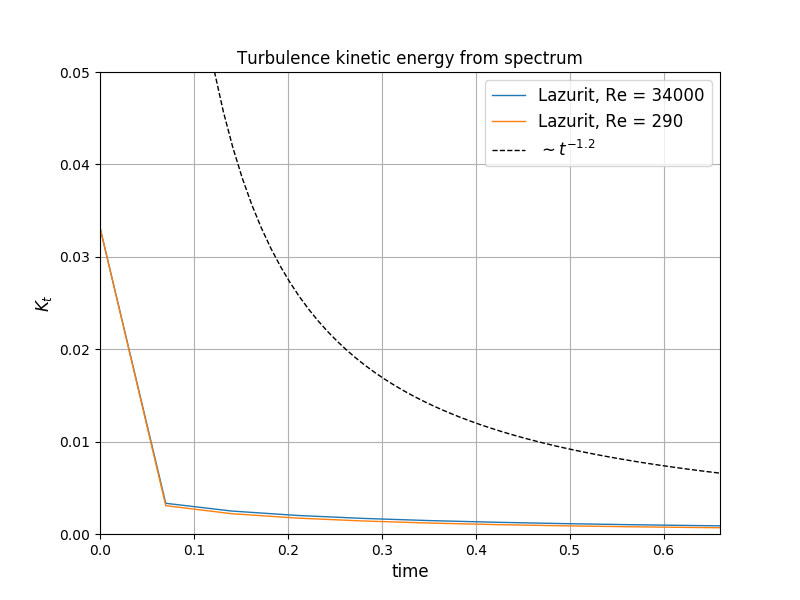 Turbulence kinetic energy from spectrum
0.05
0.04
0.03
0.02
0.01
0.00
K_t
Lazurit, Re = 34000
Lazurit, Re = 290
~t^{-1.2}
0.0 0.1 0.2 0.3 0.4 0.5 0.6
time